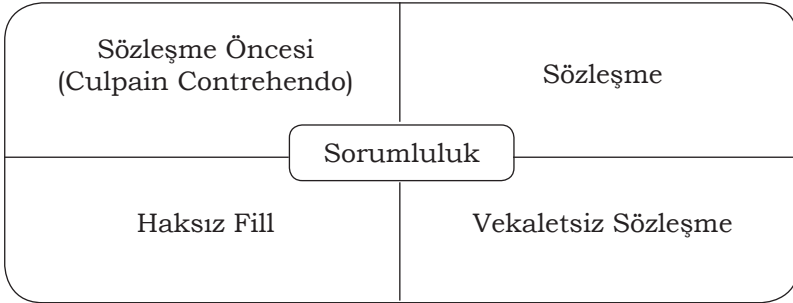 Sözleşme Öncesi
(Culpain Contrehendo)
Sözleşme
Sorumluluk
Haksız Fill
Vekaletsiz Sözleşme